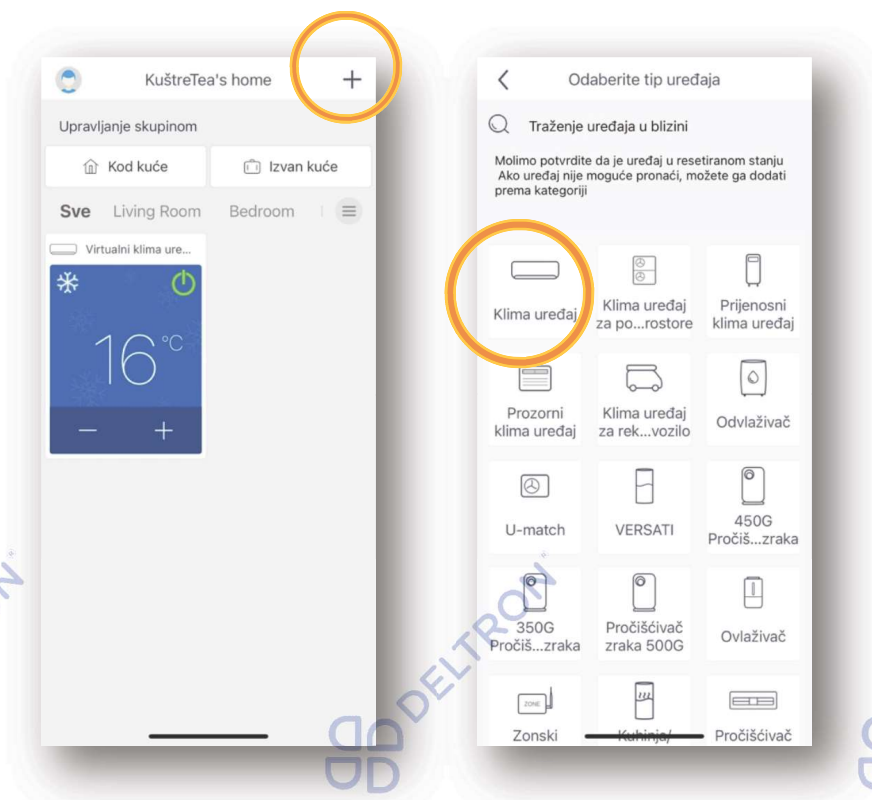 KuštreTea's home
Upravljanje skupinom
Kod kuće
Izvan kuće
Sve Living Room Bedroom
Virtualni klima ure...
16 °C
− +
Odaberite tip uređaja
Traženje uređaja u blizini
Molimo potvrdite da je uređaj u resetiranom stanju
Ako uređaj nije moguće pronaći, možete ga dodati
prema kategoriji
Klima uređaj
Klima uređaj
za po...rostore
Prijenosni
klima uređaj
Prozorni
klima uređaj
Klima uređaj
za rek...vozilo
Odvlaživač
U-match
VERSATI
450G
Pročiš...zraka
350G
Pročiš...zraka
Pročišćivač
zraka 500G
Ovlaživač
ZONE
Zonski
Kuhinja/
Pročišćivač
DELTRON